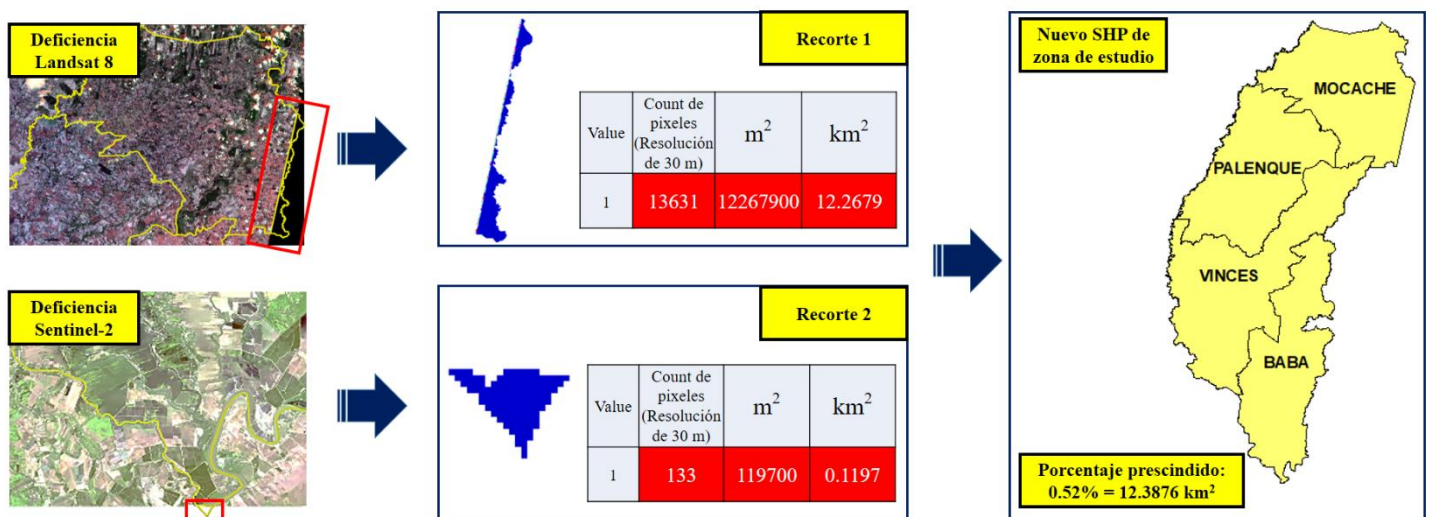 Deficiencia
Landsat 8
Recorte 1
Value
Count de
pixeles
(Resolución
de 30 m)
m²
km²
1
13631
12267900
12.2679
Deficiencia
Sentinel-2
Recorte 2
Value
Count de
pixeles
(Resolución
de 30 m)
m²
km²
1
133
119700
0.1197
Nuevo SHP de
zona de estudio
MOCACHE
PALENQUE
VINCES
BABA
Porcentaje prescindido:
0.52% = 12.3876 km²